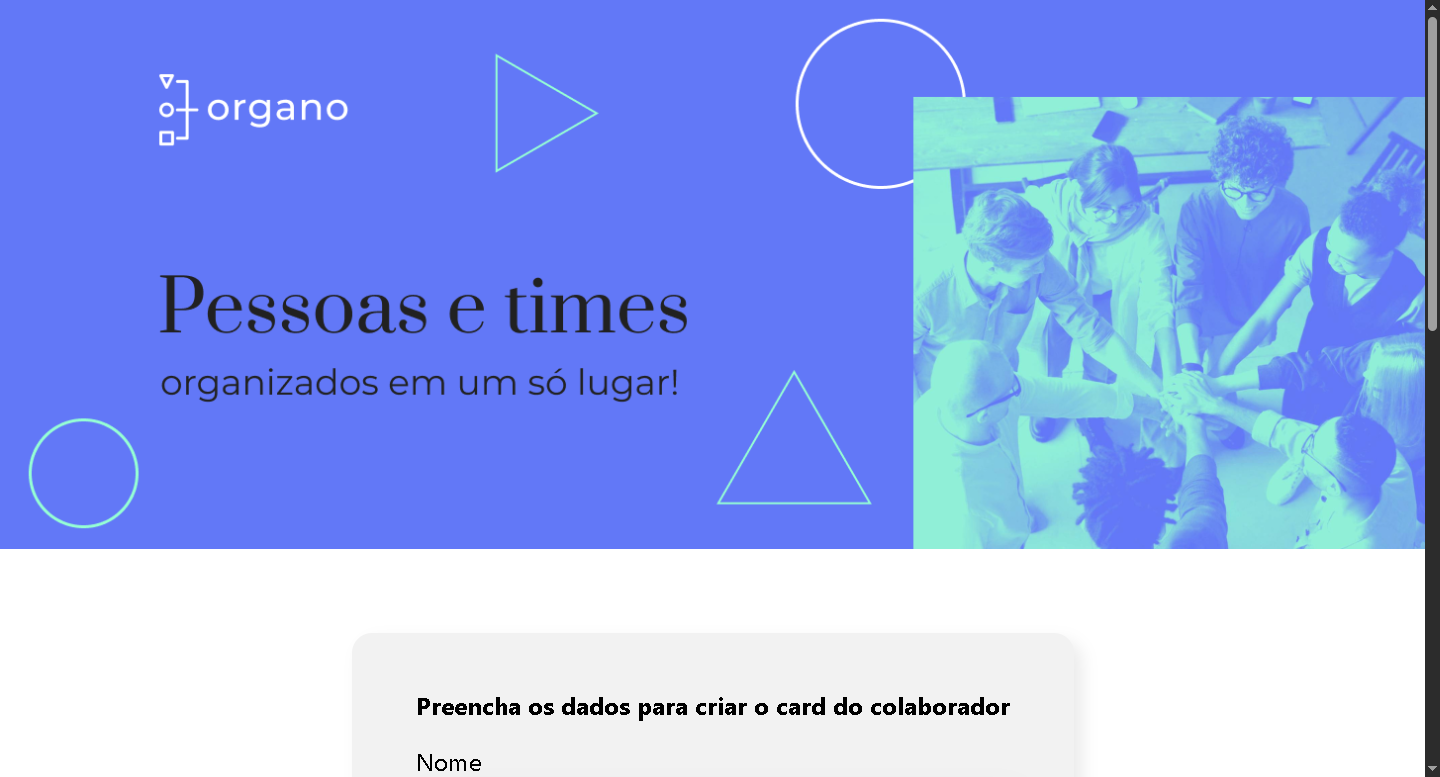 organo
Pessoas e times
organizados em um só lugar!
Preencha os dados para criar o card do colaborador
Nome